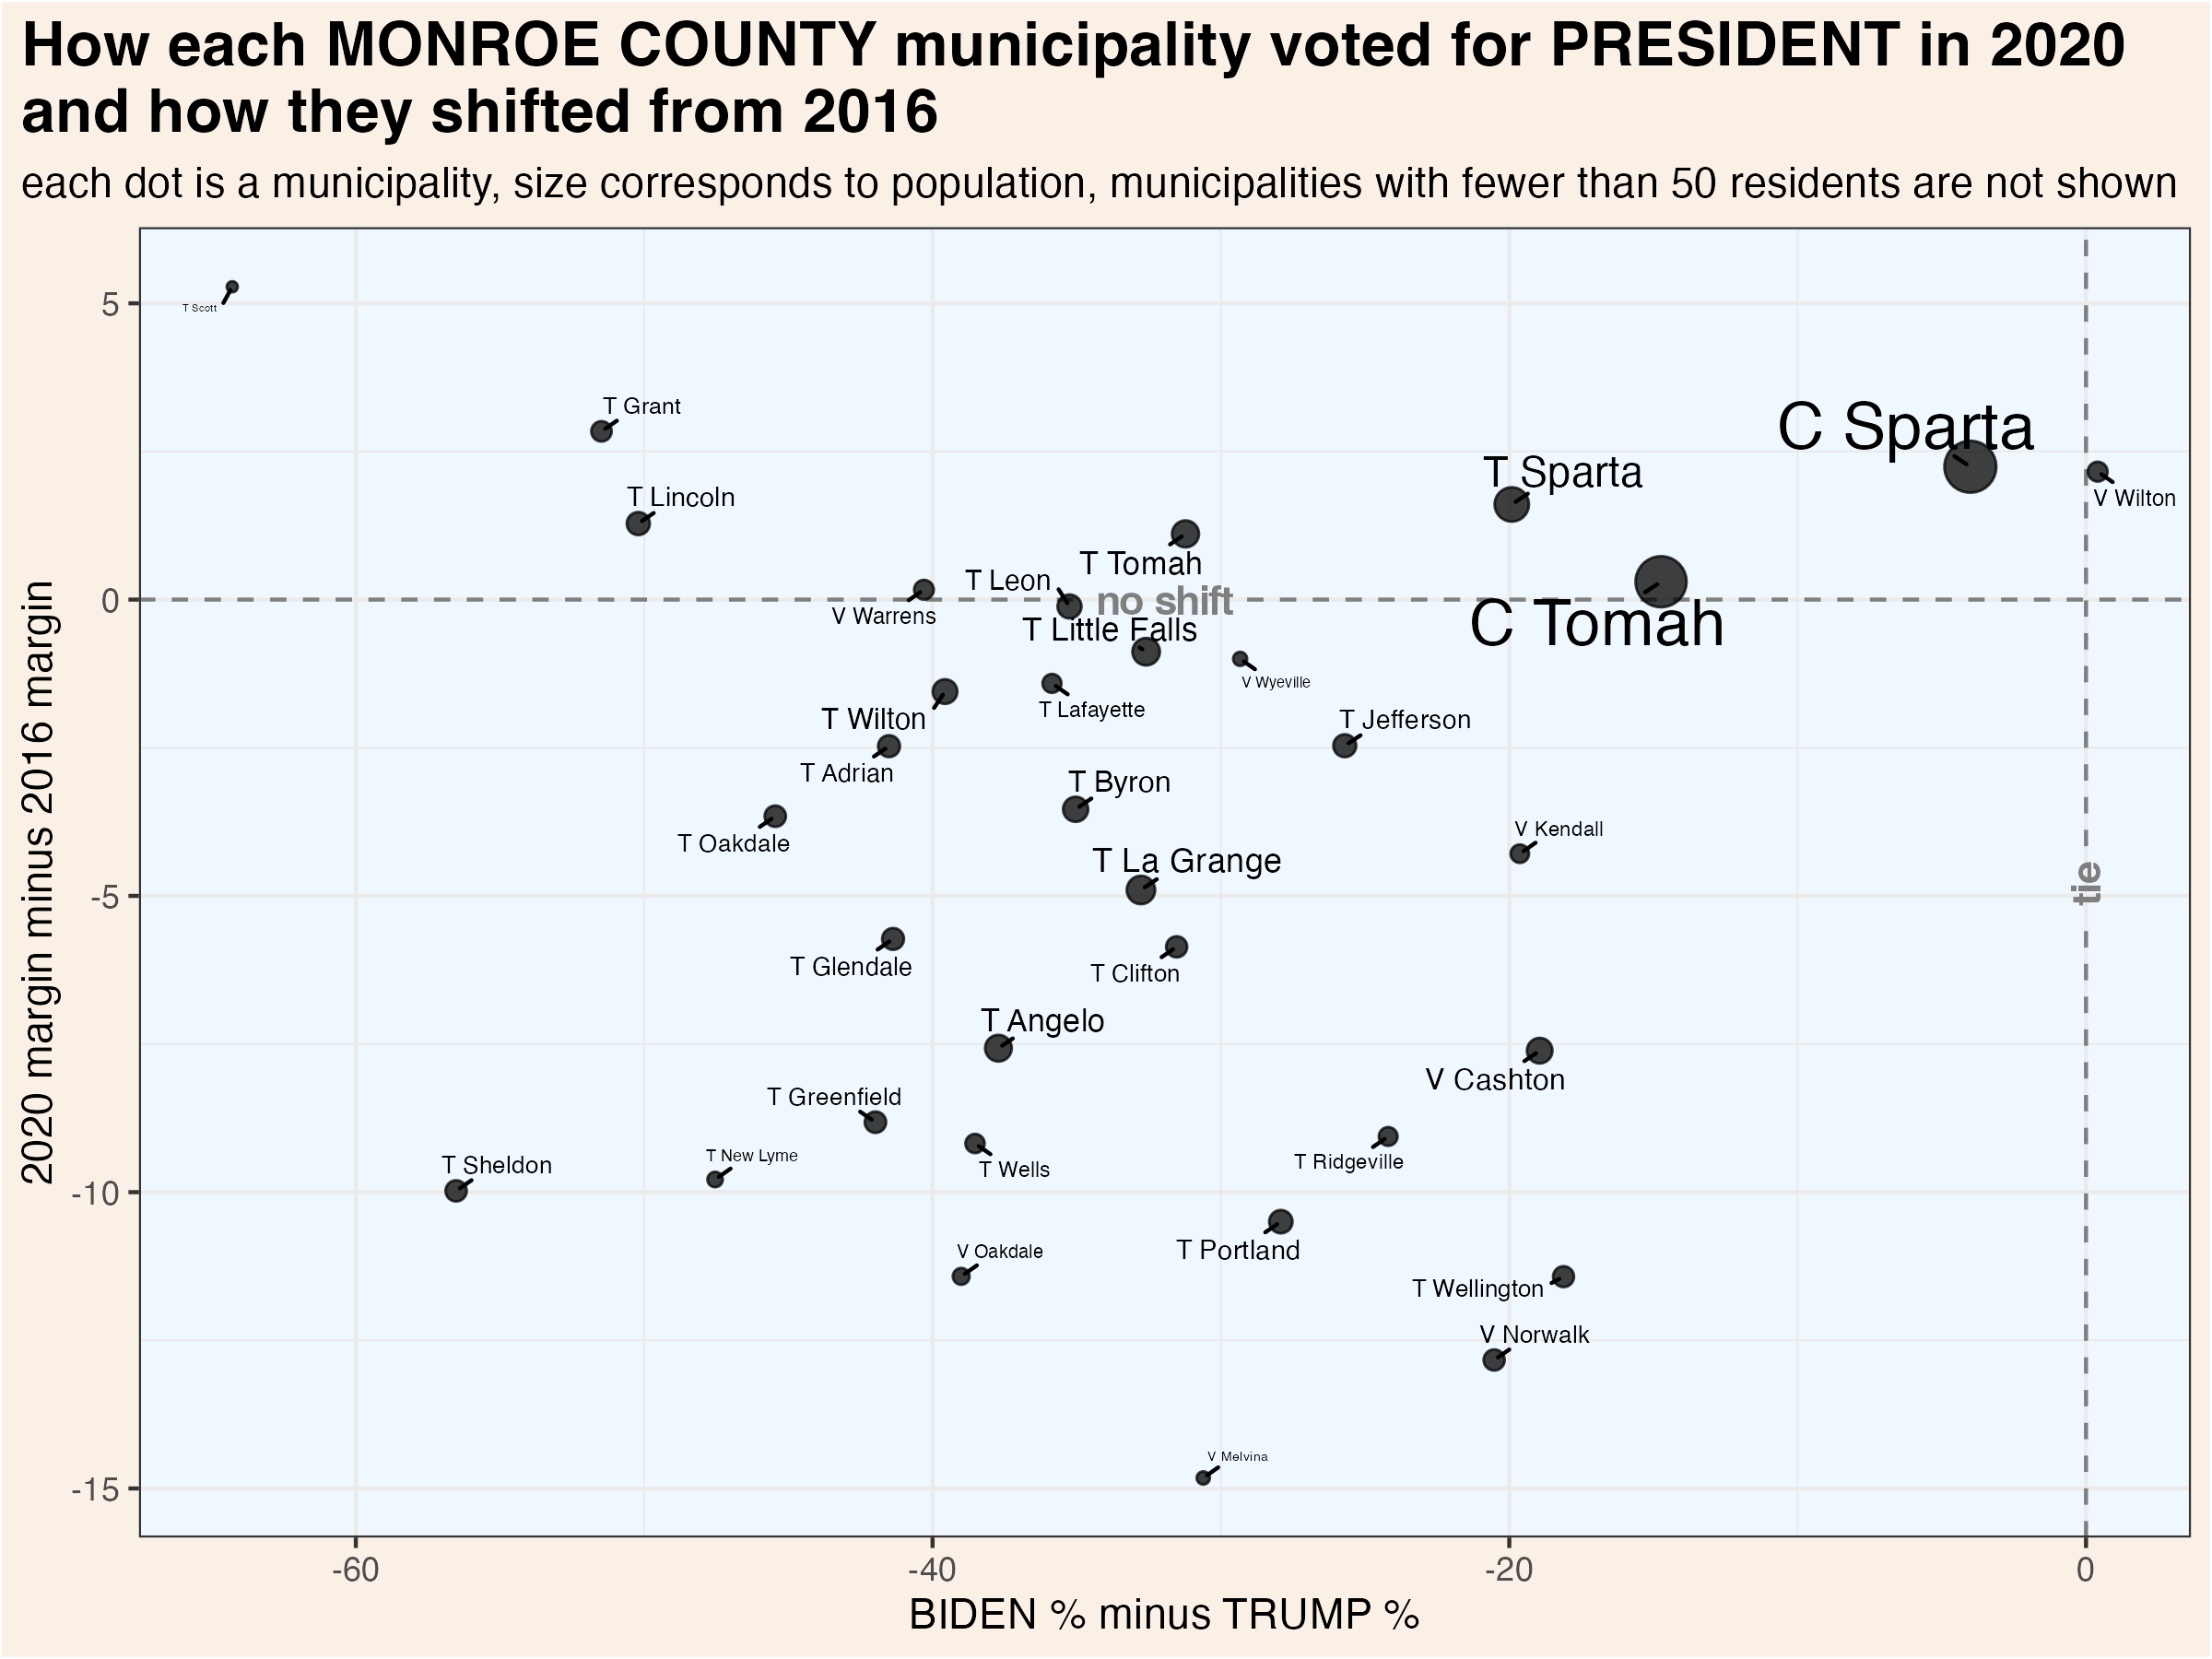 How each MONROE COUNTY municipality voted for PRESIDENT in 2020
and how they shifted from 2016
each dot is a municipality, size corresponds to population, municipalities with fewer than 50 residents are not shown
2020 margin minus 2016 margin
5
0
-5
-10
-15
T Scott
T Grant
C Sparta
T Sparta
T Lincoln
V Wilton
T Tomah
T Leon
no shift
V Warrens
C Tomah
T Little Falls
V Wyeville
T Lafayette
T Wilton
T Jefferson
T Adrian
T Byron
V Kendall
T Oakdale
T La Grange
tie
T Glendale
T Clifton
T Angelo
V Cashton
T Greenfield
T New Lyme
T Ridgeville
T Sheldon
T Wells
V Oakdale
T Portland
T Wellington
V Norwalk
V Melvina
-60
-40
-20
0
BIDEN % minus TRUMP %